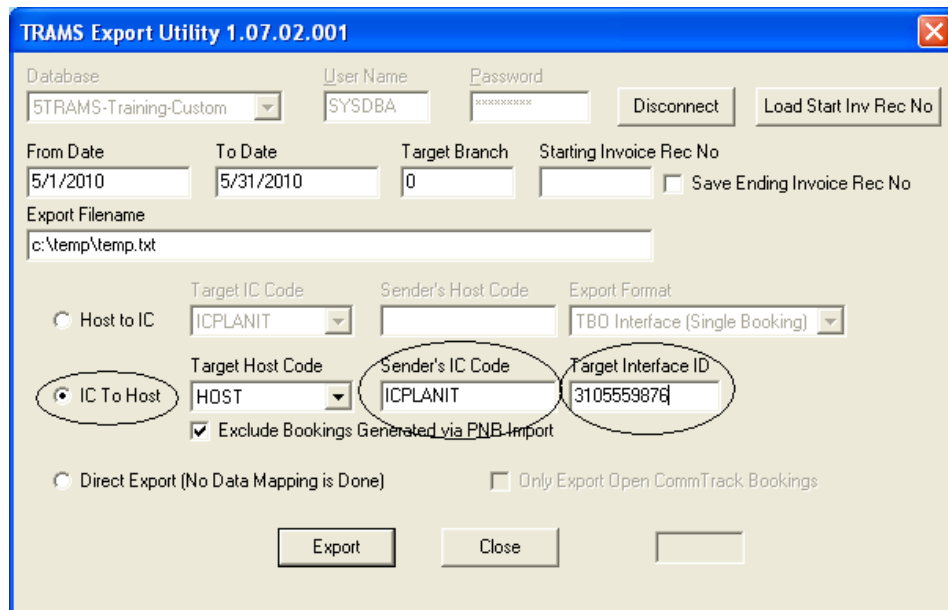 TRAMS Export Utility 1.07.02.001
Database User Name Password
5TRAMS-Training-Custom SYSDBA xxxxxxxxx Disconnect Load Start Inv Rec No
From Date To Date Target Branch Starting Invoice Rec No
5/1/2010 5/31/2010 0 Save Ending Invoice Rec No
Export Filename
c:\temp\temp.txt
Target IC Code Sender's Host Code Export Format
Host to IC ICPLANIT TBO Interface (Single Booking)
Target Host Code Sender's IC Code Target Interface ID
IC To Host HOST ICPLANIT 3105559876
Exclude Bookings Generated via PNB Import
Direct Export (No Data Mapping is Done) Only Export Open CommTrack Bookings
Export Close